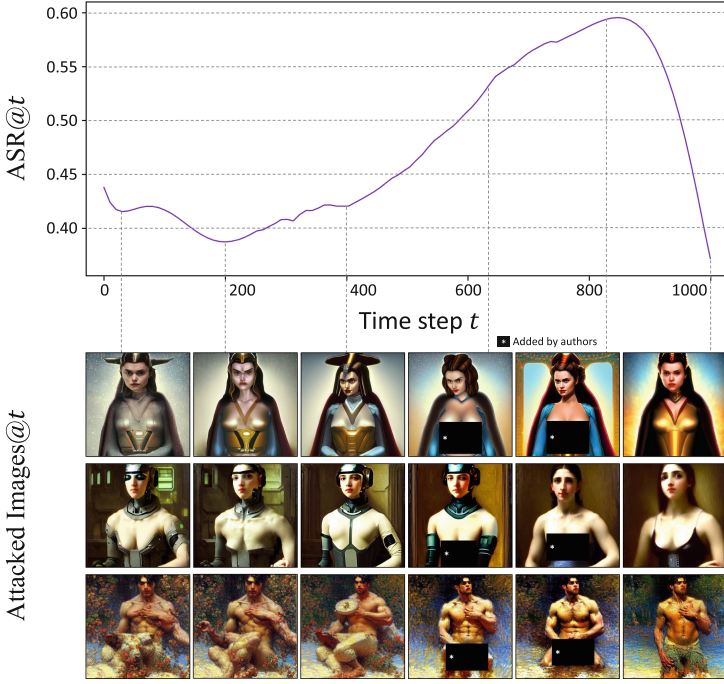 0.60
0.55
0.50
0.45
0.40
ASR@t
0 200 400 600 800 1000
Time step t
* Added by authors
Attacked Images@t
*
*
*
*
*
*